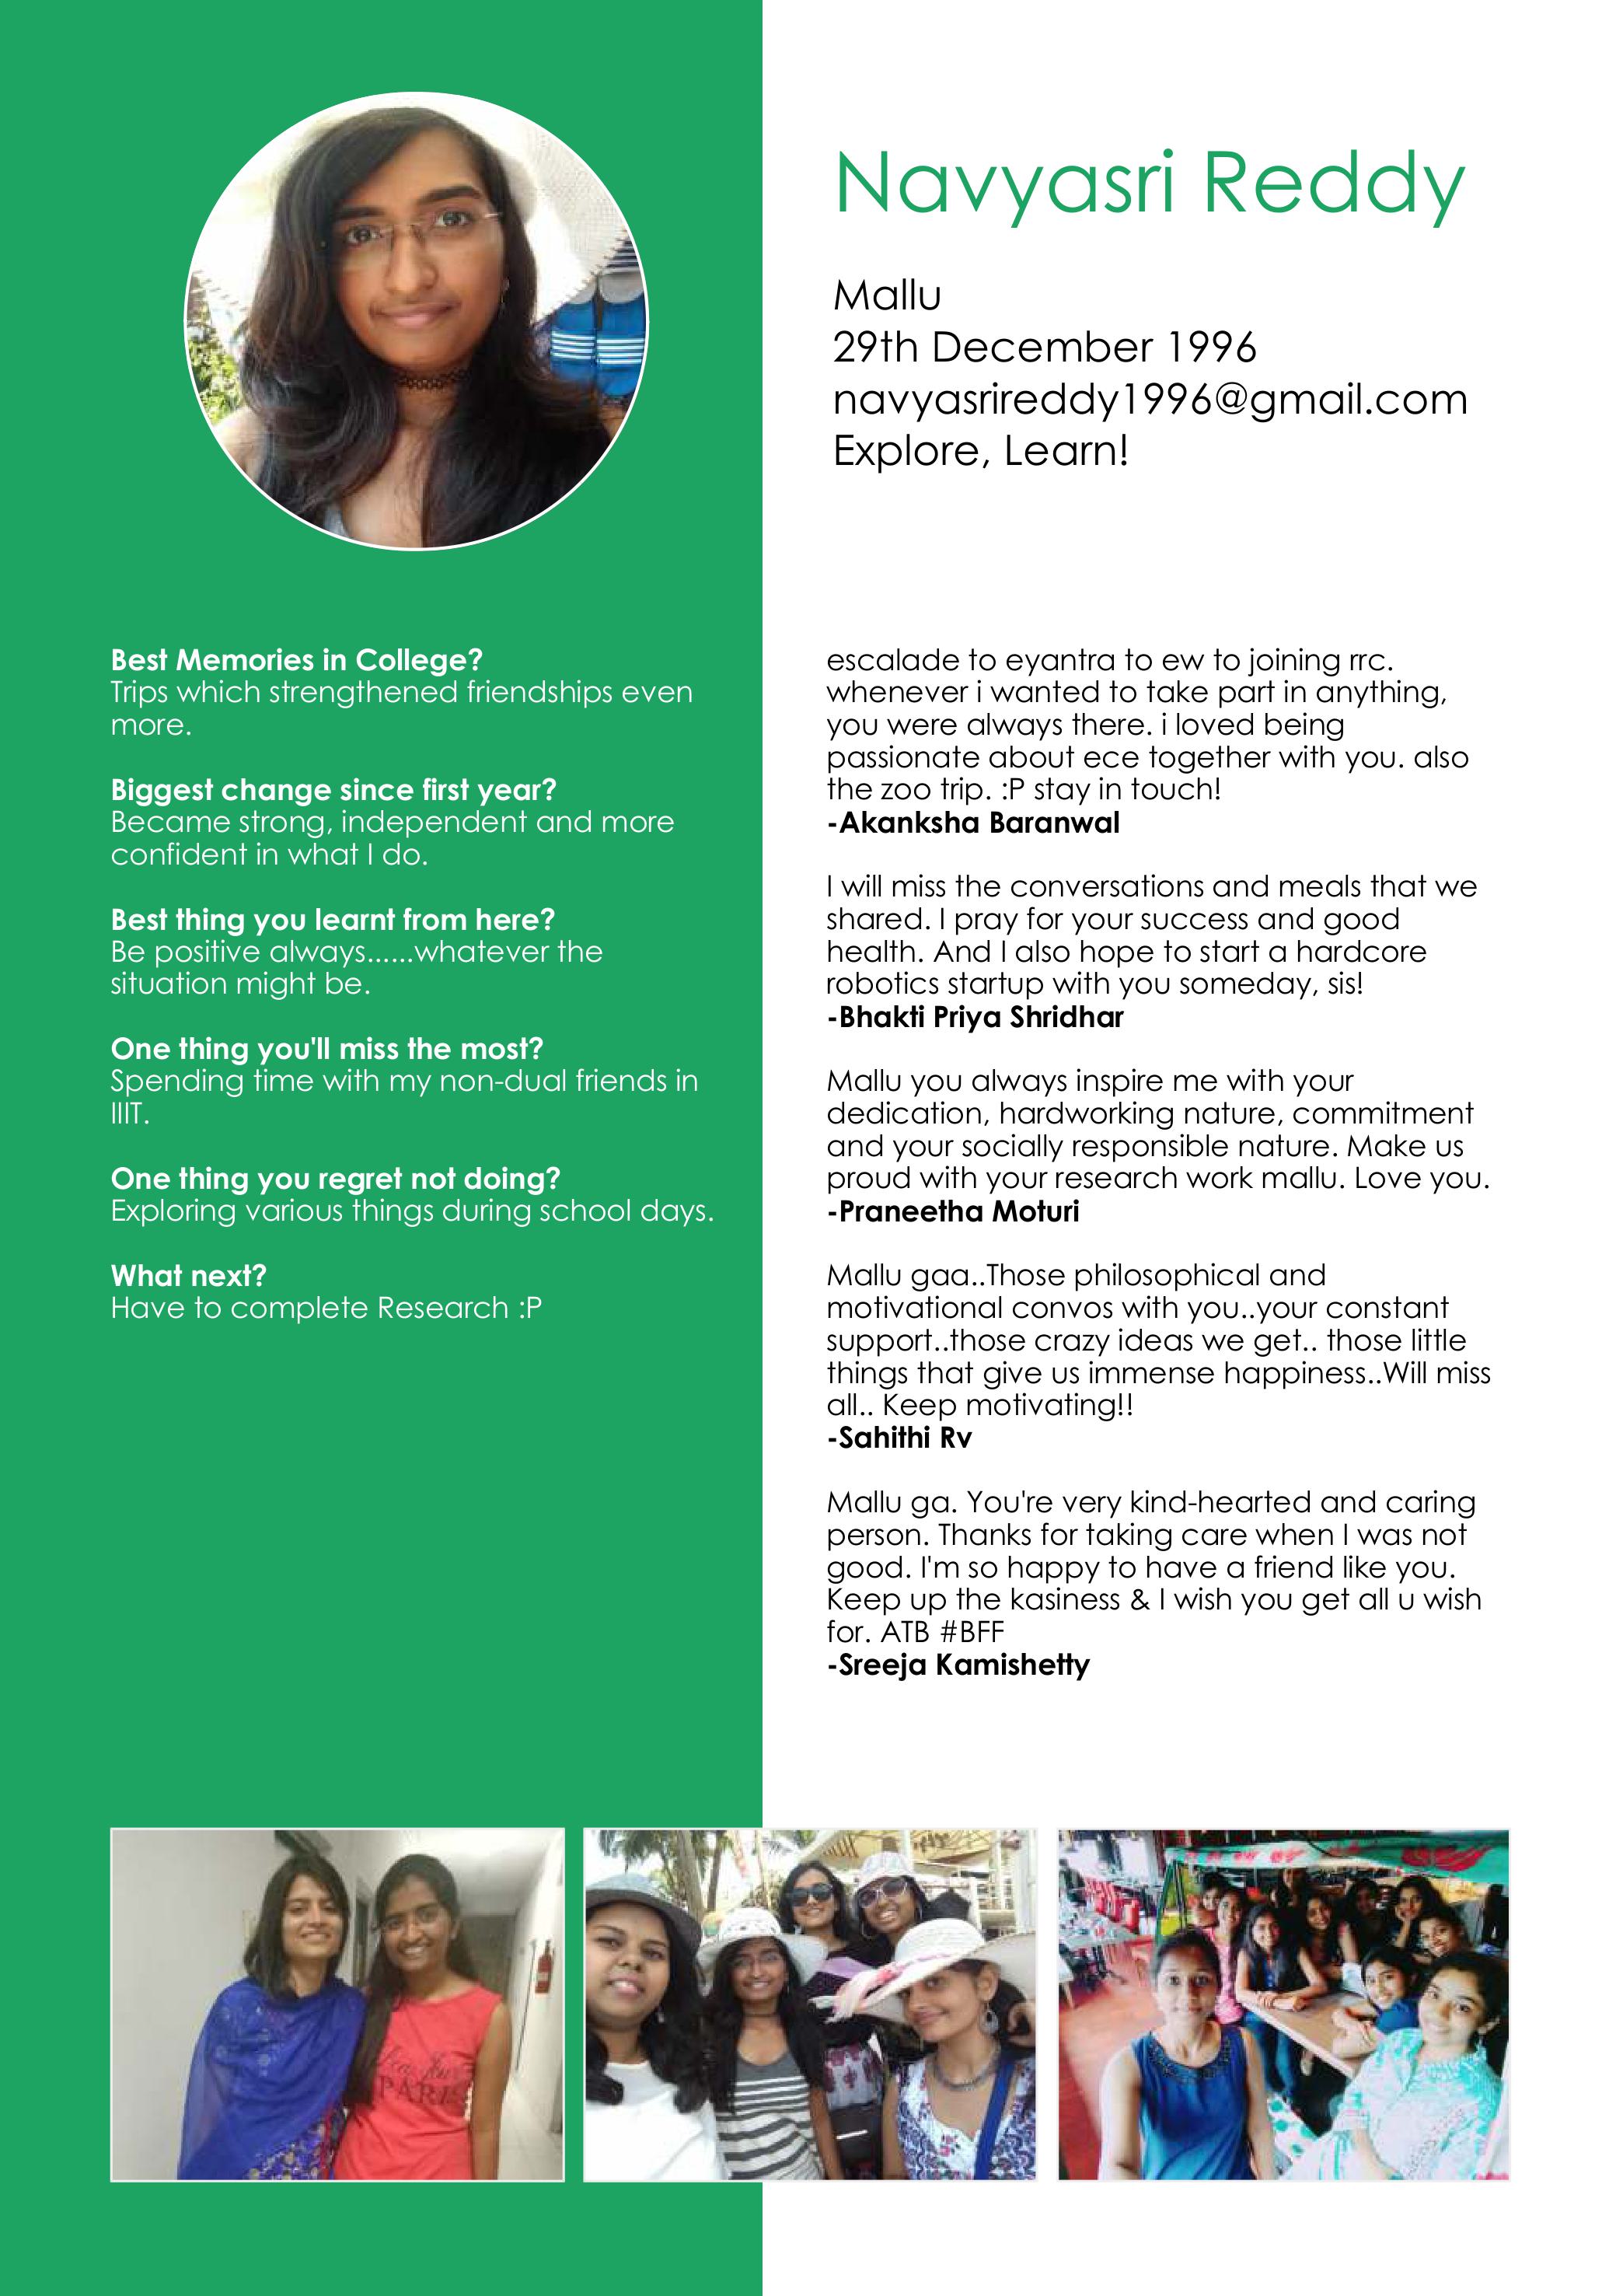 Navyasri Reddy
Mallu
29th December 1996
navyasrireddy1996@gmail.com
Explore, Learn!
Best Memories in College?
Trips which strengthened friendships even
more.
Biggest change since first year?
Became strong, independent and more
confident in what I do.
Best thing you learnt from here?
Be positive always......whatever the
situation might be.
One thing you'll miss the most?
Spending time with my non-dual friends in
IIIT.
One thing you regret not doing?
Exploring various things during school days.
What next?
Have to complete Research :P
escalade to eyantra to ew to joining rrc.
whenever i wanted to take part in anything,
you were always there. i loved being
passionate about ece together with you. also
the zoo trip. :P stay in touch!
-Akanksha Baranwal
I will miss the conversations and meals that we
shared. I pray for your success and good
health. And I also hope to start a hardcore
robotics startup with you someday, sis!
-Bhakti Priya Shridhar
Mallu you always inspire me with your
dedication, hardworking nature, commitment
and your socially responsible nature. Make us
proud with your research work mallu. Love you.
-Praneetha Moturi
Mallu gaa..Those philosophical and
motivational convos with you..your constant
support..those crazy ideas we get.. those little
things that give us immense happiness..Will miss
all.. Keep motivating!!
-Sahithi Rv
Mallu ga. You're very kind-hearted and caring
person. Thanks for taking care when I was not
good. I'm so happy to have a friend like you.
Keep up the kasiness & I wish you get all u wish
for. ATB #BFF
-Sreeja Kamishetty
PARIS